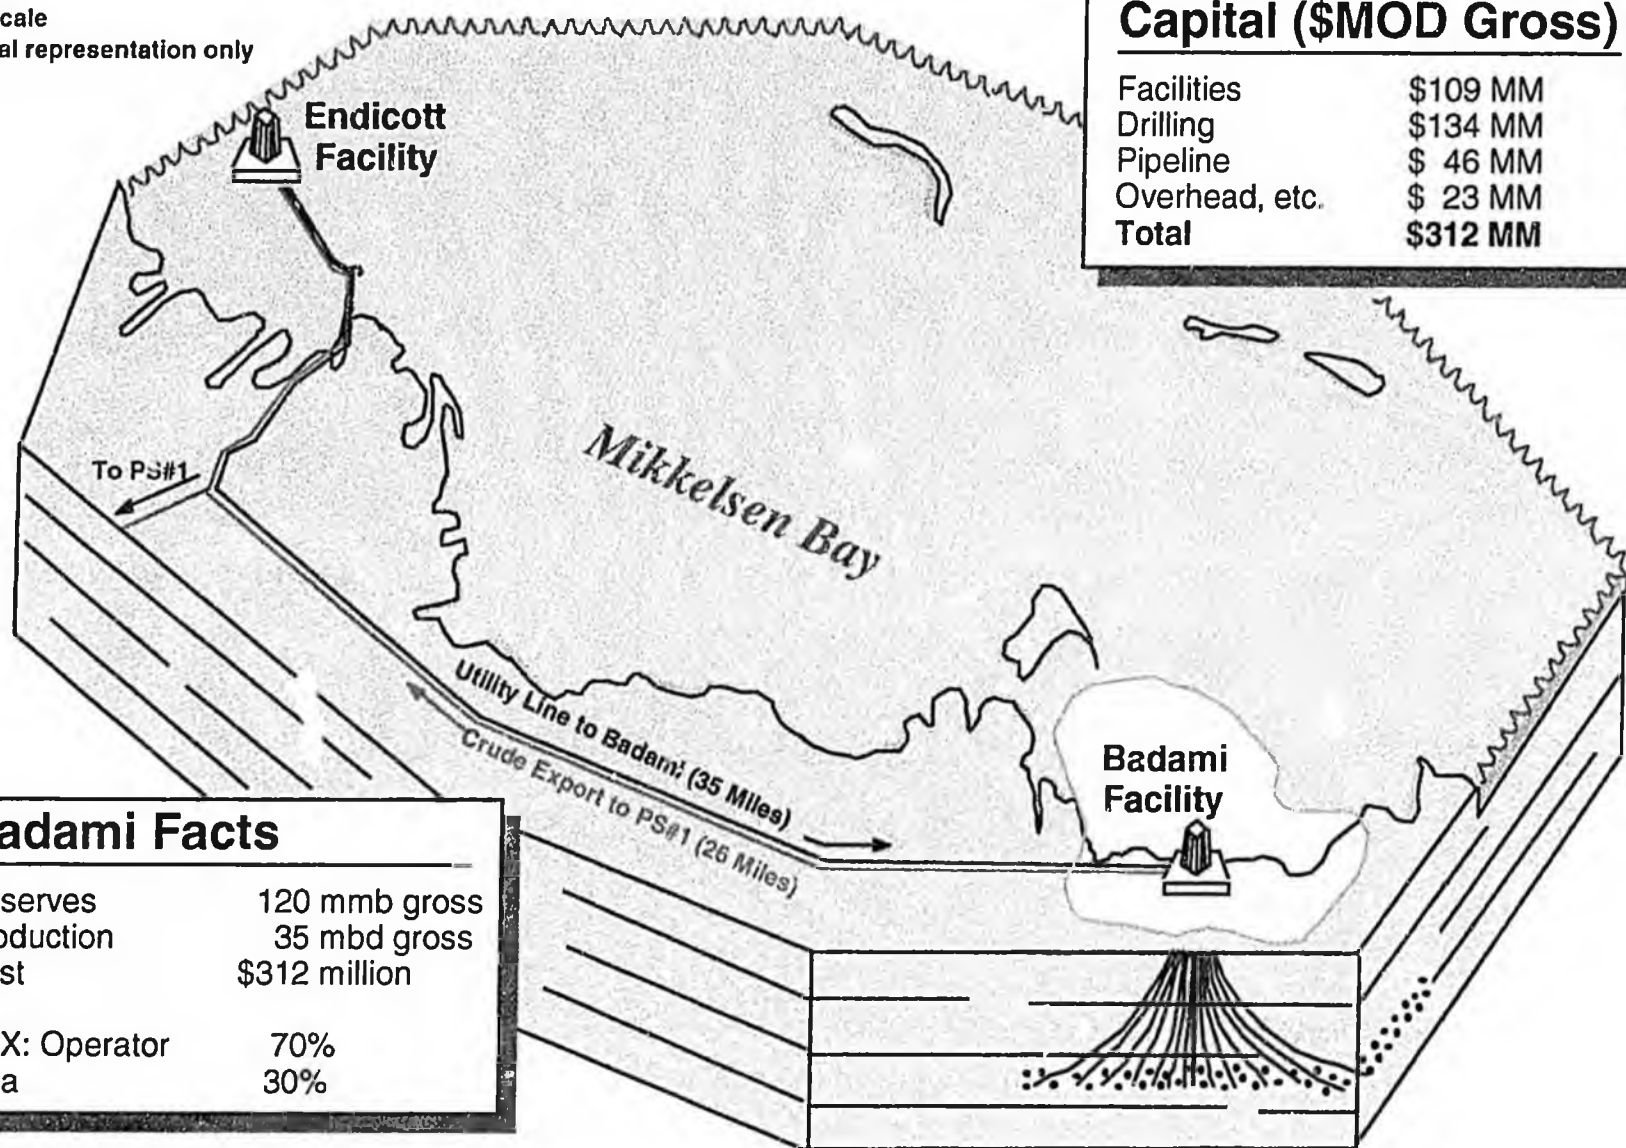 cale
al representation only
Capital ($MOD Gross)
Facilities $109 MM
Drilling $134 MM
Pipeline $ 46 MM
Overhead, etc. $ 23 MM
Total $312 MM
Endicott
Facility
To PS#1
Mikkelsen Bay
Utility Line to Badami (35 Miles)
Crude Export to PS#1 (26 Miles)
Badami
Facility
adami Facts
serves 120 mmb gross
oduction 35 mbd gross
st $312 million
X: Operator 70%
a 30%